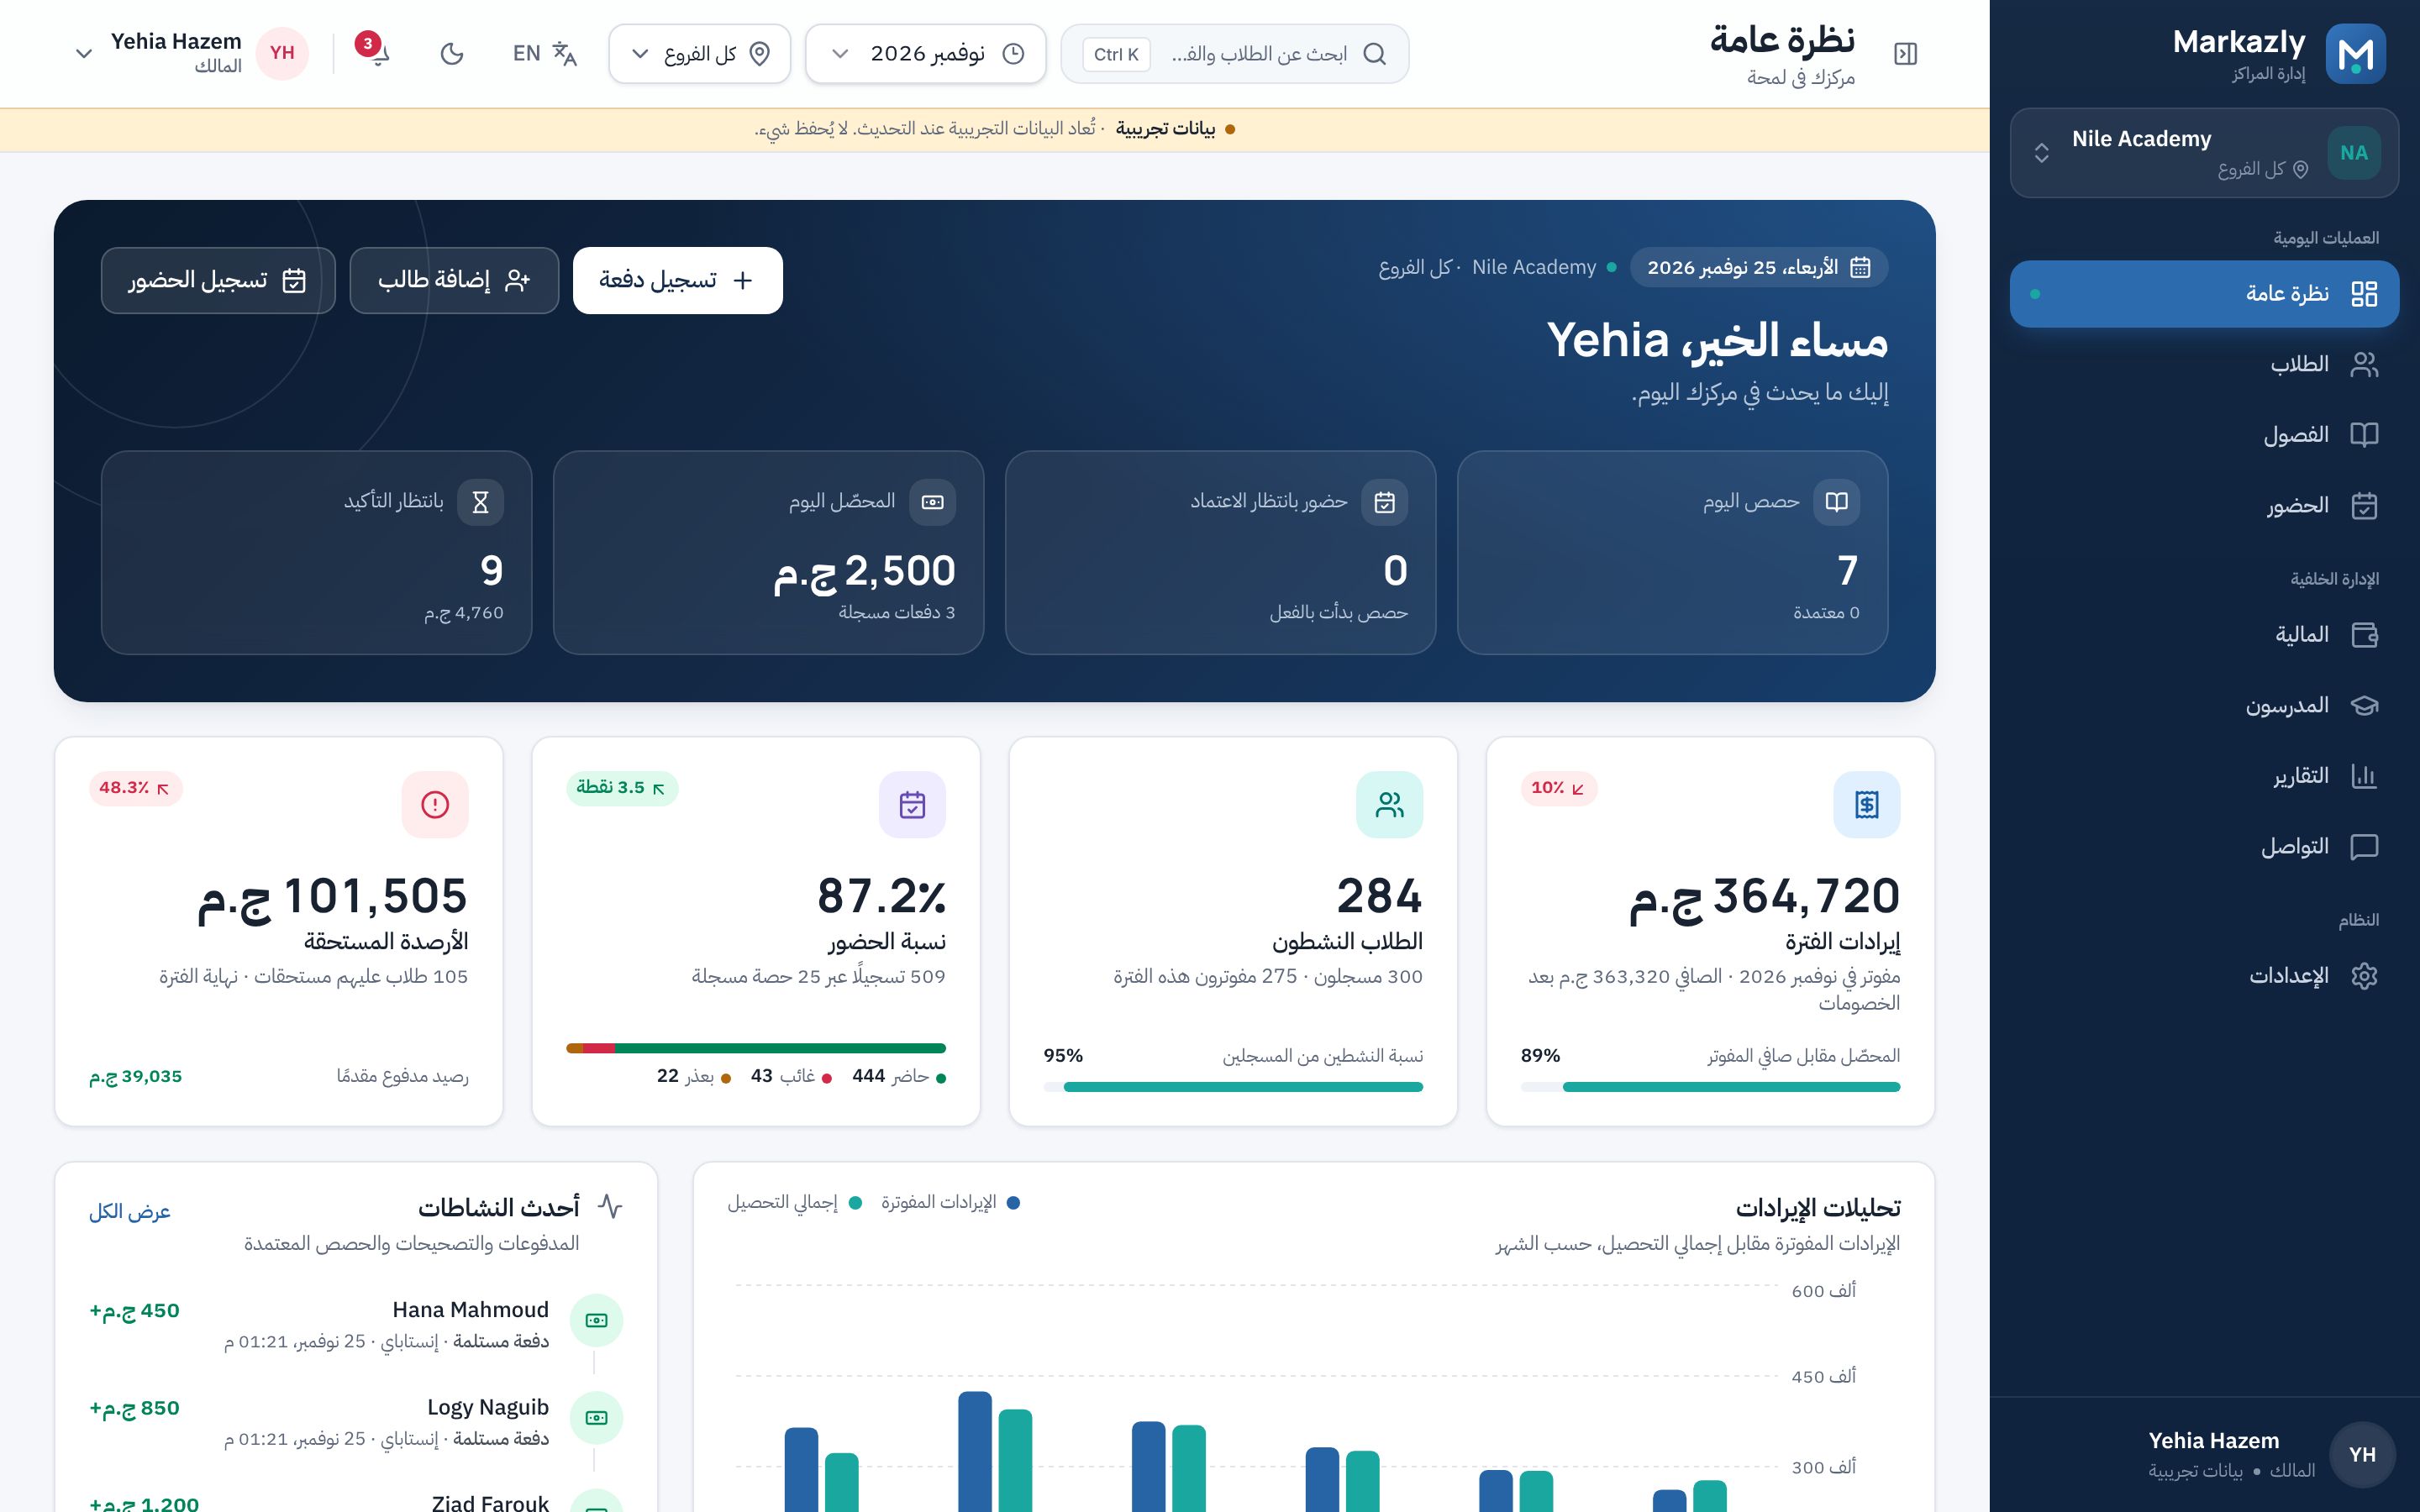 Markazly
إدارة المراكز
NA
Nile Academy
كل الفروع
العمليات اليومية
نظرة عامة
الطلاب
الفصول
الحضور
الإدارة الخلفية
المالية
المدرسون
التقارير
التواصل
النظام
الإعدادات
YH
Yehia Hazem
المالك • بيانات تجريبية
نظرة عامة
مركزك في لمحة
ابحث عن الطلاب والف...
Ctrl K
نوفمبر 2026
كل الفروع
EN
3
YH
Yehia Hazem
المالك
بيانات تجريبية · تُعاد البيانات التجريبية عند التحديث. لا يُحفظ شيء.
الأربعاء، 25 نوفمبر 2026
Nile Academy · كل الفروع
مساء الخير، Yehia
إليك ما يحدث في مركزك اليوم.
تسجيل دفعة
إضافة طالب
تسجيل الحضور
حصص اليوم
7
0 معتمدة
حضور بانتظار الاعتماد
0
حصص بدأت بالفعل
المحصّل اليوم
2,500 ج.م
3 دفعات مسجلة
بانتظار التأكيد
9
4,760 ج.م
10٪
364,720 ج.م
إيرادات الفترة
مفوتر في نوفمبر 2026 · الصافي 363,320 ج.م بعد
الخصومات
المحصّل مقابل صافي المفوتر
89%
284
الطلاب النشطون
300 مسجلون · 275 مفوترون هذه الفترة
نسبة النشطين من المسجلين
95%
3.5 نقطة
87.2٪
نسبة الحضور
509 تسجيلًا عبر 25 حصة مسجلة
حاضر 444
غائب 43
بعذر 22
48.3٪
101,505 ج.م
الأرصدة المستحقة
105 طلاب عليهم مستحقات · نهاية الفترة
رصيد مدفوع مقدمًا
39,035 ج.م
تحليلات الإيرادات
الإيرادات المفوترة مقابل إجمالي التحصيل، حسب الشهر
الإيرادات المفوترة
إجمالي التحصيل
600 ألف
450 ألف
300 ألف
أحدث النشاطات
عرض الكل
المدفوعات والتصحيحات والحصص المعتمدة
Hana Mahmoud
450 ج.م+
دفعة مستلمة · إنستاباي · 25 نوفمبر، 01:21 م
Logy Naguib
850 ج.م+
دفعة مستلمة · إنستاباي · 25 نوفمبر، 01:21 م
Ziad Farouk
1,200 ج.م+